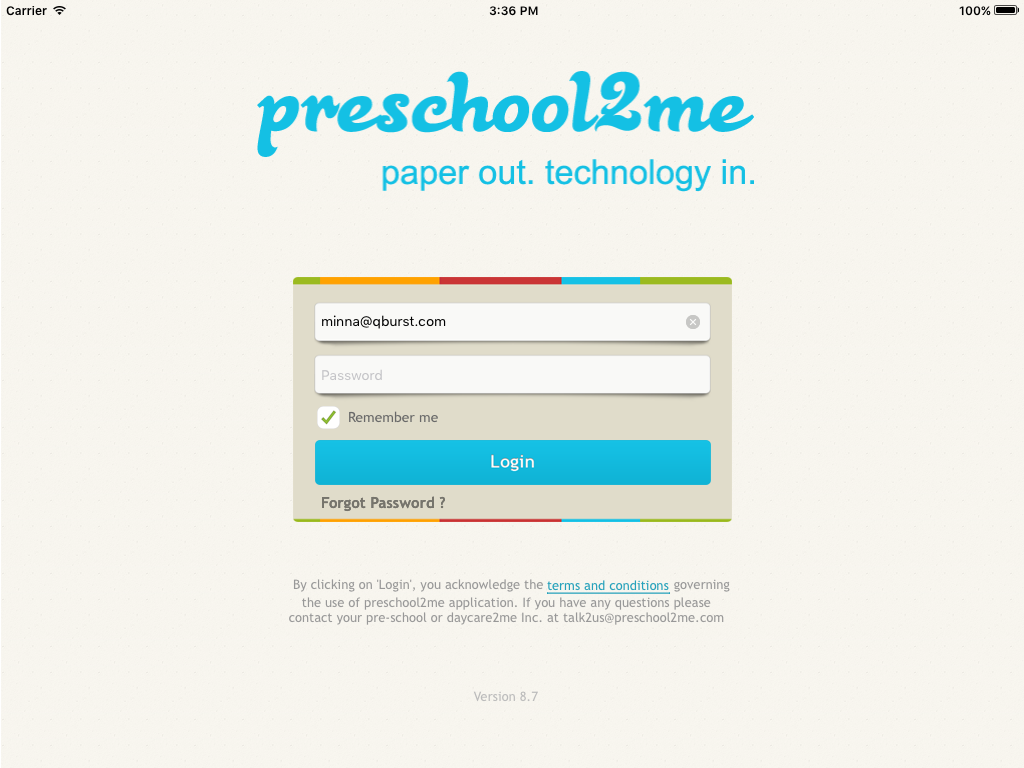 Carrier 3:36 PM 100%
preschool2me
paper out. technology in.
minna@qburst.com
Password
Remember me
Login
Forgot Password ?
By clicking on 'Login', you acknowledge the terms and conditions governing
the use of preschool2me application. If you have any questions please
contact your pre-school or daycare2me Inc. at talk2us@preschool2me.com
Version 8.7